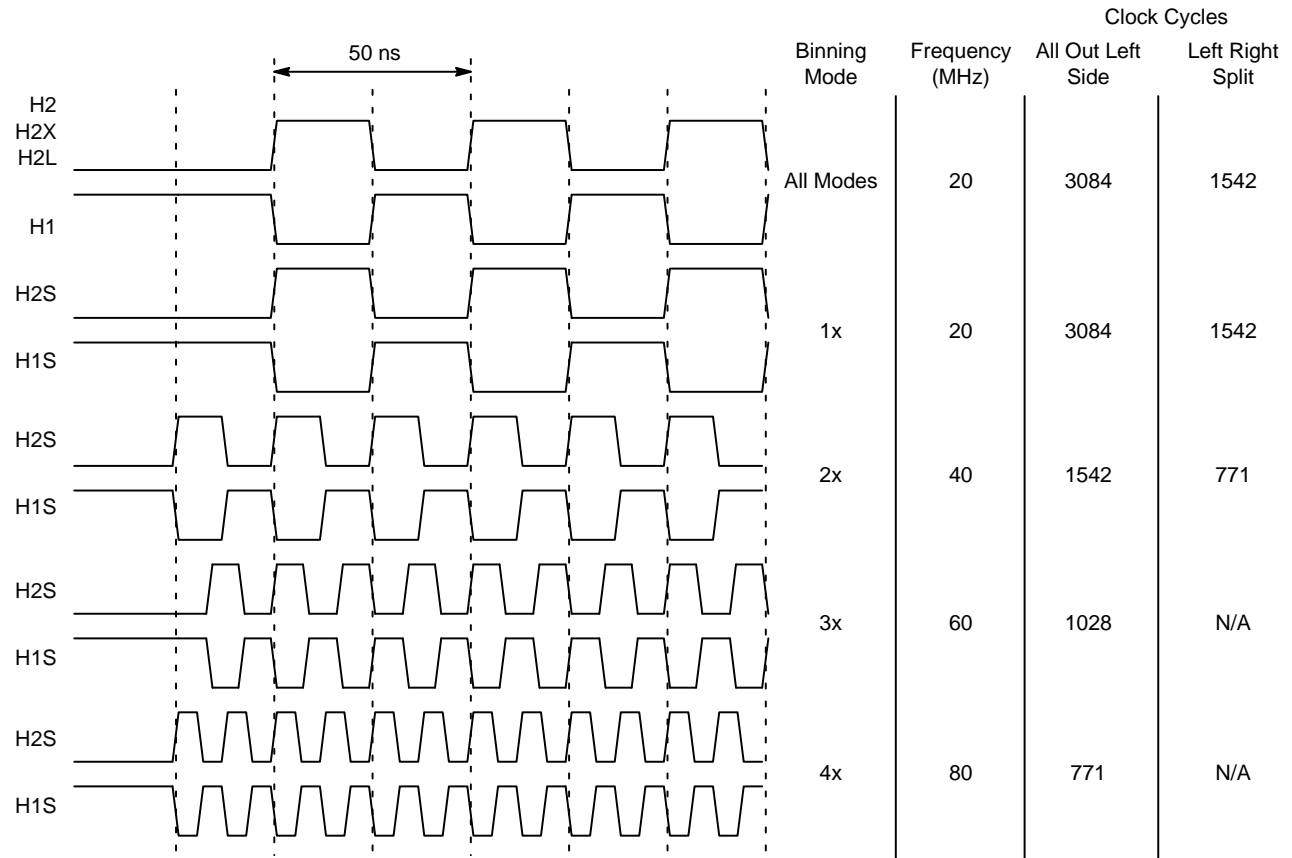 Clock Cycles
50 ns
Binning Mode
Frequency (MHz)
All Out Left Side
Left Right Split
H2
H2X
H2L
H1
All Modes 20 3084 1542
H2S
H1S
1x 20 3084 1542
H2S
H1S
2x 40 1542 771
H2S
H1S
3x 60 1028 N/A
H2S
H1S
4x 80 771 N/A